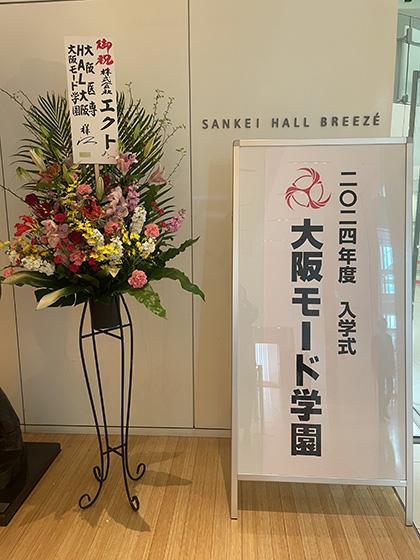 御祝
株式会社 エクト
大阪医専
HAL大阪
大阪モード学園
様
SANKEI HALL BREEZÉ
二〇二四年度 入学式
大阪モード学園